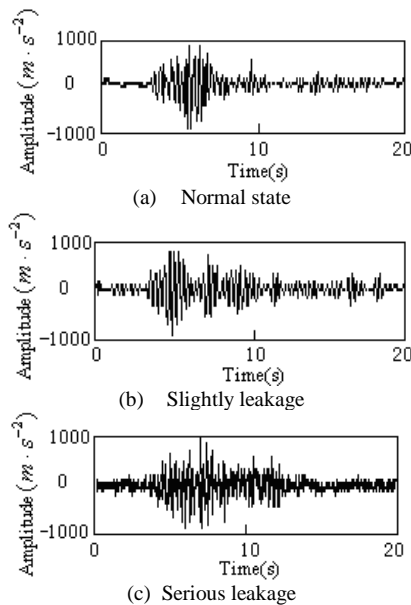 1000
0
-1000
Amplitude (m · s⁻²)
0 10 20
Time(s)
(a) Normal state
1000
0
-1000
Amplitude (m · s⁻²)
0 10 20
Time(s)
(b) Slightly leakage
1000
0
-1000
Amplitude (m · s⁻²)
0 10 20
Time(s)
(c) Serious leakage